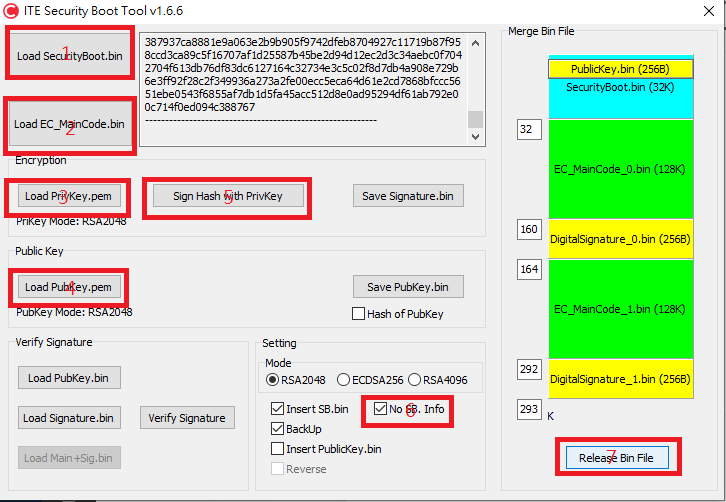 ITE Security Boot Tool v1.6.6
1
Load SecurityBoot.bin
387937ca8881e9a063e2b9b905f9742dfeb8704927c11719b87f95
8ccd3ca89c5f16707af1d25587b45be2d94d12ec2d3c34aebc0f704
2704f613db76df83dc6127164c32734e3c5c02f8d7db4a908e729b
6e3ff92f28c2f349936a273a2fe00ecc5eca64d61e2cd7868bfccc6
5651ebe0543f6855af7db1d5fa45acc512d8e0ad95294df61ab792e0
00c714f0ed094c388767
2
Load EC_MainCode.bin
Encryption
3
Load PrivKey.pem
5
Sign Hash with PrivKey
Save Signature.bin
PriKey Mode: RSA2048
Public Key
4
Load PubKey.pem
Save PubKey.bin
PubKey Mode: RSA2048
Hash of PubKey
Verify Signature
Load PubKey.bin
Load Signature.bin
Verify Signature
Load Main+Sig.bin
Setting
Mode
RSA2048
ECDSA256
RSA4096
Insert SB.bin
6
No SB. Info
BackUp
Insert PublicKey.bin
Reverse
Merge Bin File
PublicKey.bin (256B)
SecurityBoot.bin (32K)
32
EC_MainCode_0.bin (128K)
160
DigitalSignature_0.bin (256B)
164
EC_MainCode_1.bin (128K)
292
DigitalSignature_1.bin (256B)
293
K
7
Release Bin File